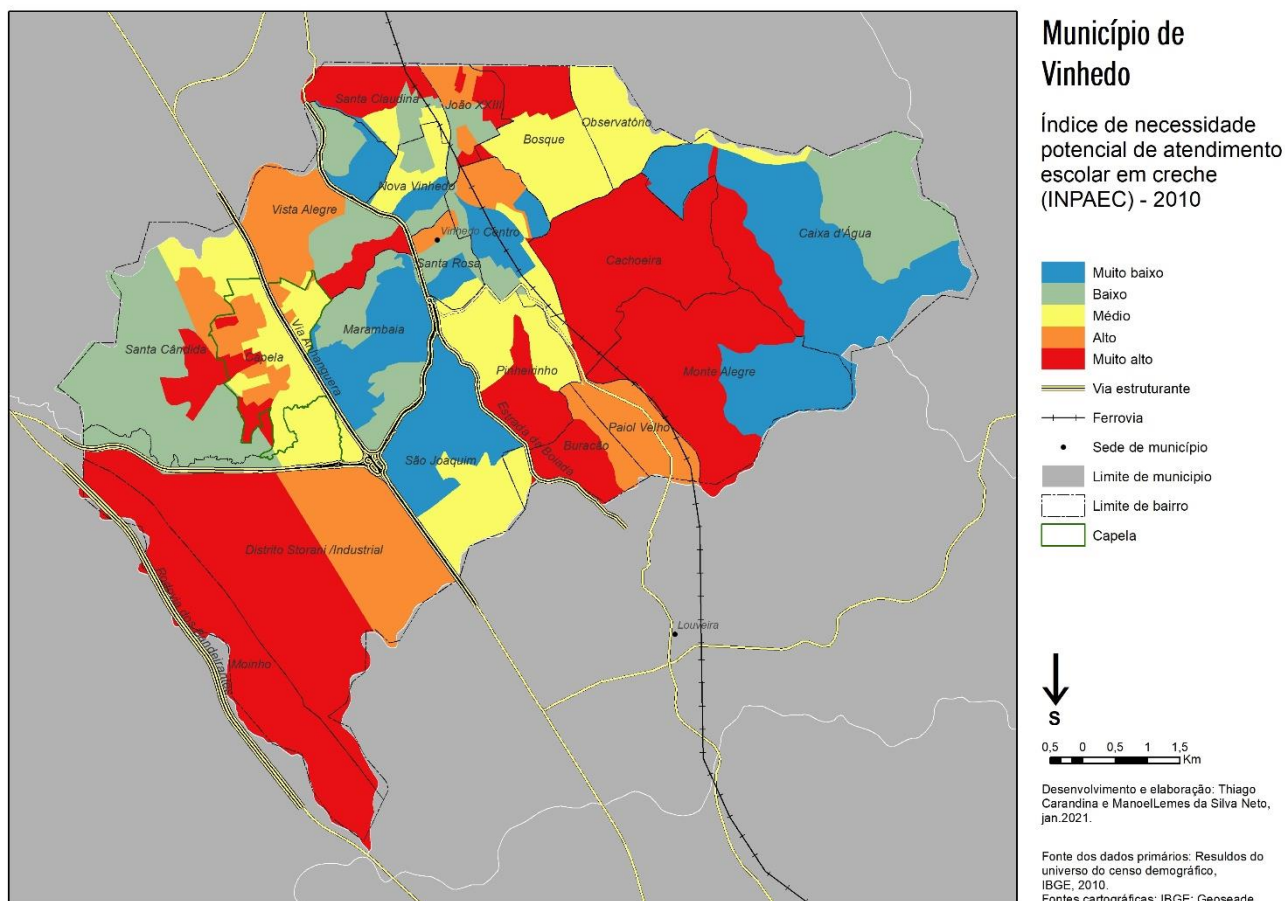 Município de
Vinhedo
Índice de necessidade
potencial de atendimento
escolar em creche
(INPAEC) - 2010
Muito baixo
Baixo
Médio
Alto
Muito alto
Via estruturante
Ferrovia
Sede de município
Limite de municipio
Limite de bairro
Capela
S
0,5 0 0,5 1 1,5
Km
Desenvolvimento e elaboração: Thiago
Carandina e ManoelLemes da Silva Neto,
jan.2021.
Fonte dos dados primários: Resuldos do
universo do censo demográfico,
IBGE, 2010.
Fontes cartográficas: IBGE; Geoseade
Santa Claudina
João XXIII
Observatório
Bosque
Nova Vinhedo
Vista Alegre
Vinhedo
Centro
Caixa d'Água
Santa Rosa
Cachoeira
Via Anhanguera
Marambaia
Santa Cândida
Capela
Pinheirinho
Monte Alegre
Estrada da Boiada
Paiol Velho
Buracão
São Joaquim
Distrito Storani /Industrial
Rodovia dos Bandeirantes
Moinho
Louveira